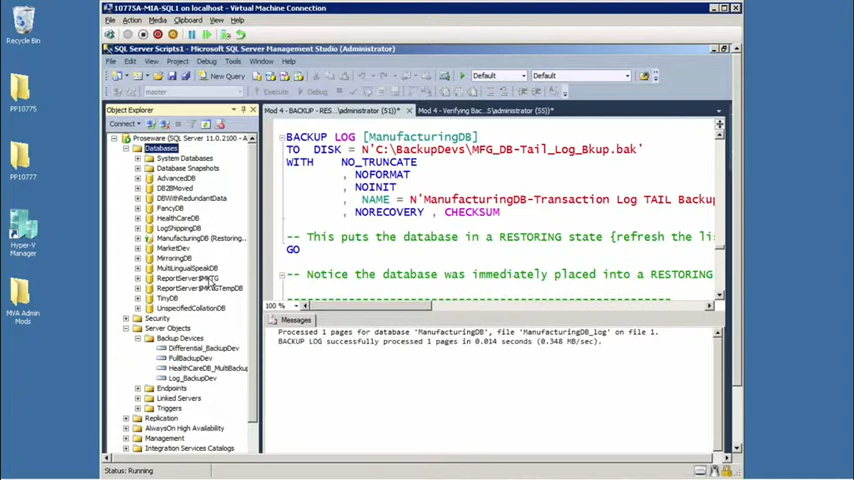 10775A-MIA-SQL1 on localhost - Virtual Machine Connection
File Action Media Clipboard View Help
SQL Server Scripts1 - Microsoft SQL Server Management Studio (Administrator)
File Edit View Project Debug Tools Window Help
New Query Default Default
master Execute Debug
Object Explorer
Mod 4 - BACKUP - RES...\administrator (51))* Mod 4 - Verifying Bac...S\administrator (55))*
Connect
Proseware (SQL Server 11.0.2100 - A
Databases
System Databases
Database Snapshots
AdvancedDB
DB2BMoved
DBWithRedundantData
FancyDB
HealthCareDB
LogShippingDB
ManufacturingDB (Restoring...
MarketDev
MirroringDB
MultiLingualSpeakDB
ReportServer$MKTG
ReportServer$MKTGTempDB
TinyDB
UnspecifiedCollationDB
Security
Server Objects
Backup Devices
Differential_BackupDev
FullBackupDev
HealthCareDB_MultiBackup
Log_BackupDev
Endpoints
Linked Servers
Triggers
Replication
AlwaysOn High Availability
Management
Integration Services Catalogs
BACKUP LOG [ManufacturingDB]
TO DISK = N'C:\BackupDevs\MFG_DB-Tail_Log_Bkup.bak'
WITH NO_TRUNCATE
, NOFORMAT
, NOINIT
, NAME = N'ManufacturingDB-Transaction Log TAIL Backup
, NORECOVERY , CHECKSUM
-- This puts the database in a RESTORING state {refresh the li
GO
-- Notice the database was immediately placed into a RESTORING
100 %
Messages
Processed 1 pages for database 'ManufacturingDB', file 'ManufacturingDB_log' on file 1.
BACKUP LOG successfully processed 1 pages in 0.014 seconds (0.348 MB/sec).
Status: Running
Recycle Bin
PP10775
PP10777
Hyper-V
Manager
MVA Admin
Mods